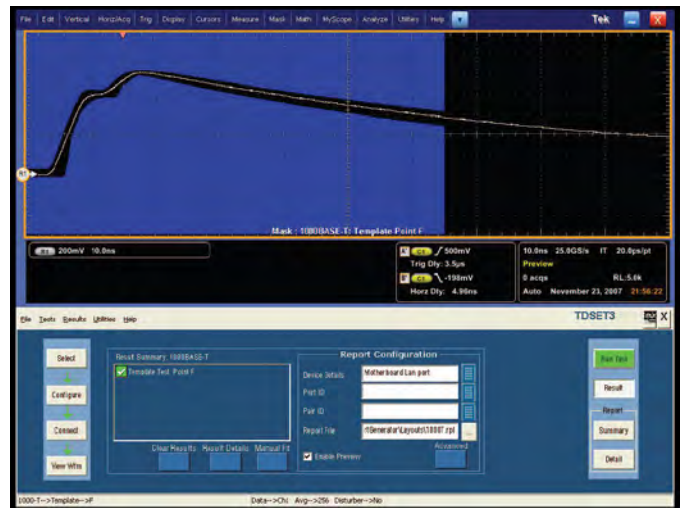 File Edit Vertical Horiz/Acq Trig Display Cursors Measure Mask Math MyScope Analyze Utilities Help Tek
Mask : 1000BASE-T: Template Point F
200mV 10.0ns
A' C1 500mV
Trig Dly: 3.5µs
B' C1 -198mV
Horz Dly: 4.96ns
10.0ns 25.0GS/s IT 20.0ps/pt
Preview
0 acqs RL:5.0k
Auto November 23, 2007 21:56:22
File Tests Results Utilities Help TDSET3 X
Select
Configure
Connect
View Wfm
Result Summary: 1000BASE-T
Template Test Point F
Clear Results Result Details Manual Fit
Report Configuration
Device Details Motherboard Lan port
Port ID
Pair ID
Report File
Enable Preview
Advanced
Run Test
Result
Report
Summary
Detail
1000-T-->Template-->F Data-->Ch1 Avg-->256 Disturber-->No